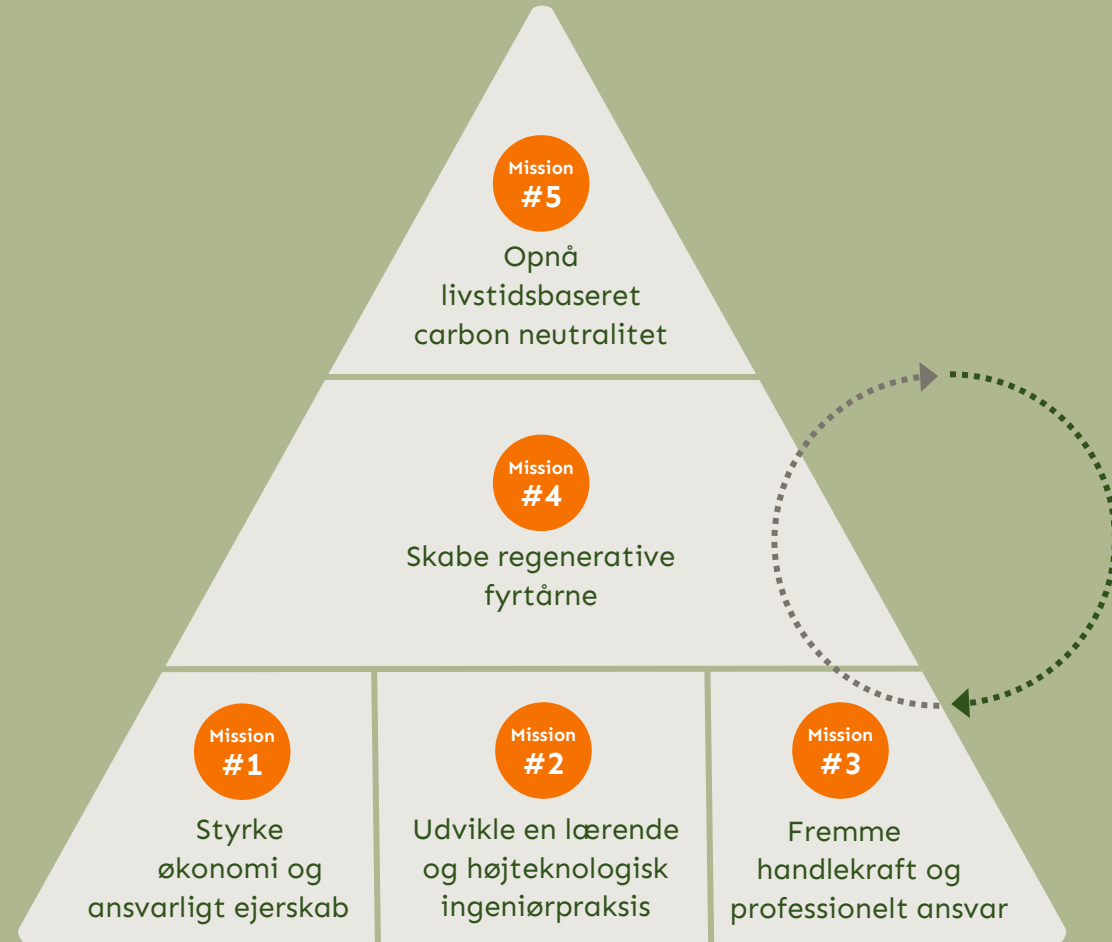 Mission
#5
Opnå
livstidsbaseret
carbon neutralitet
Mission
#4
Skabe regenerative
fyrtårne
Mission
#1
Styrke
økonomi og
ansvarligt ejerskab
Mission
#2
Udvikle en lærende
og højteknologisk
ingeniørpraksis
Mission
#3
Fremme
handlekraft og
professionelt ansvar